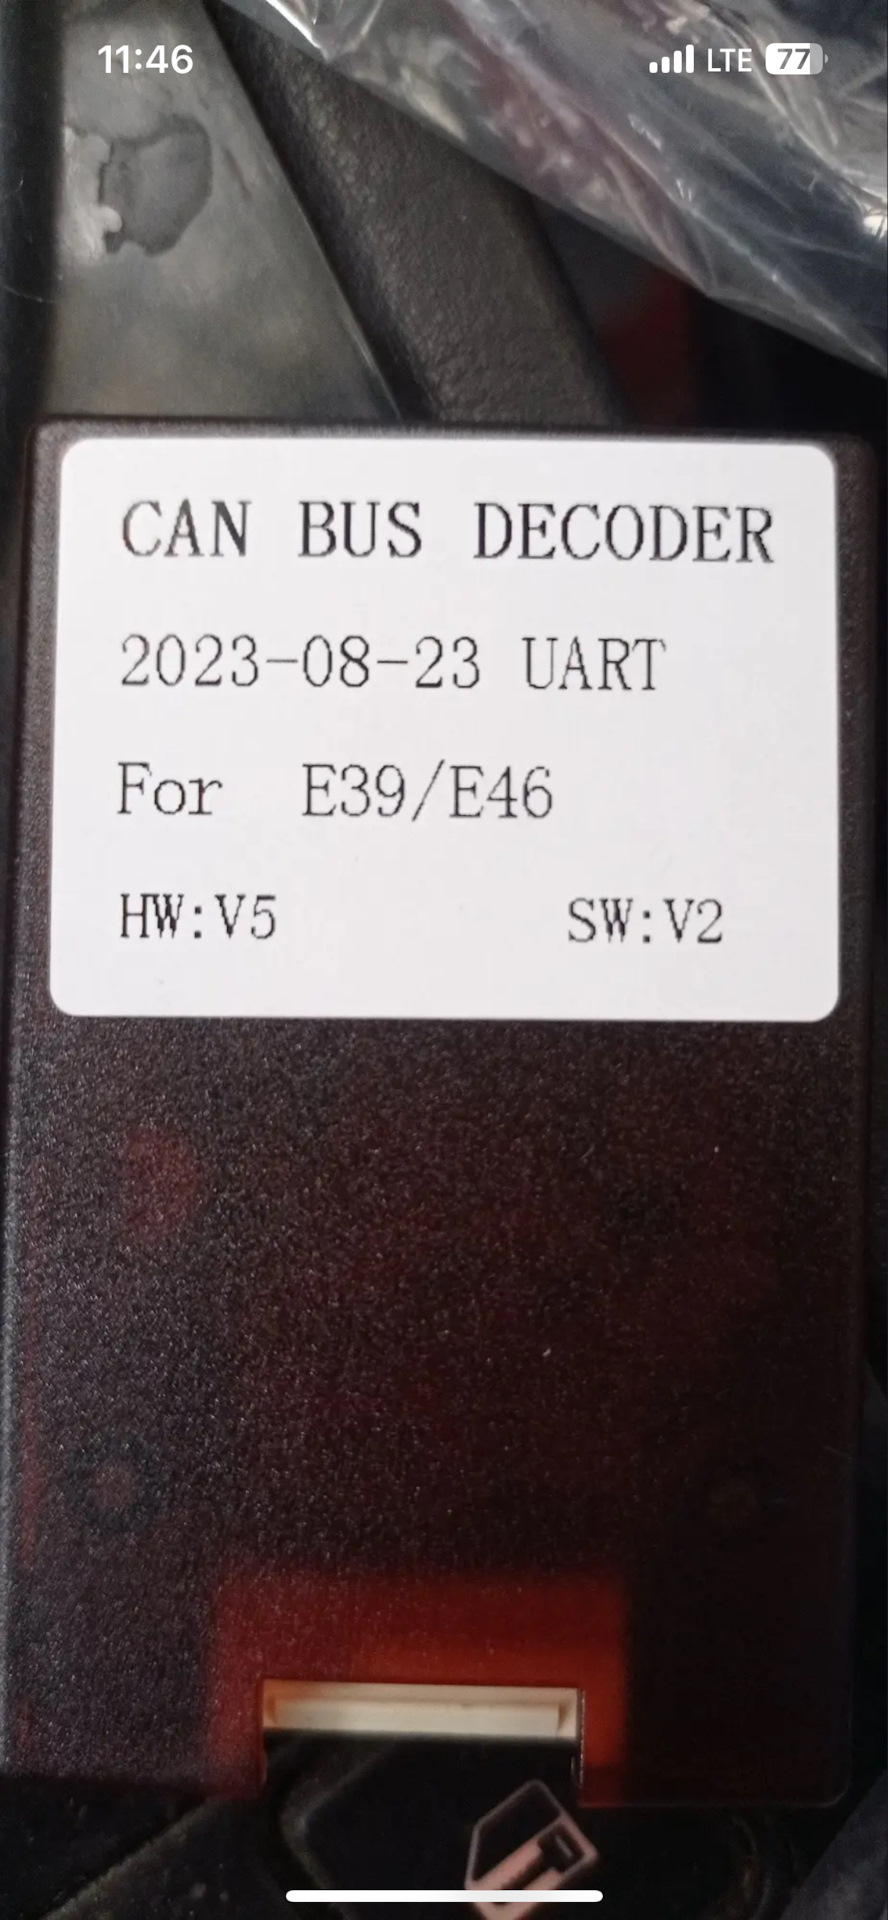 11:46 LTE 77
CAN BUS DECODER
2023-08-23 UART
For E39/E46
HW:V5 SW:V2